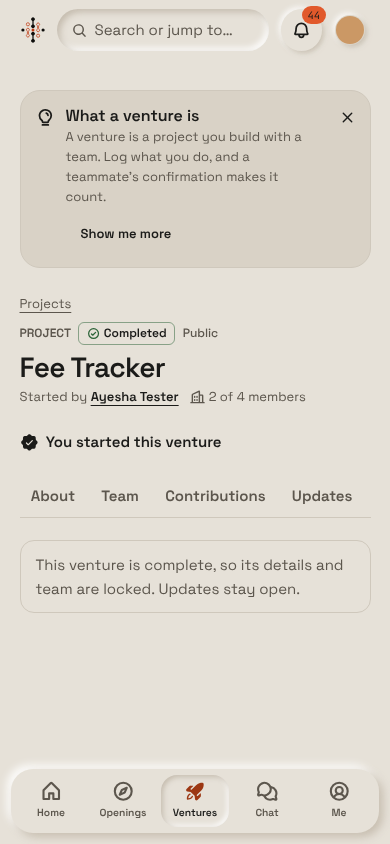 Search or jump to...
44
What a venture is
A venture is a project you build with a
team. Log what you do, and a
teammate's confirmation makes it
count.
Show me more
Projects
PROJECT Completed Public
Fee Tracker
Started by Ayesha Tester 2 of 4 members
You started this venture
About Team Contributions Updates
This venture is complete, so its details and
team are locked. Updates stay open.
Home Openings Ventures Chat Me